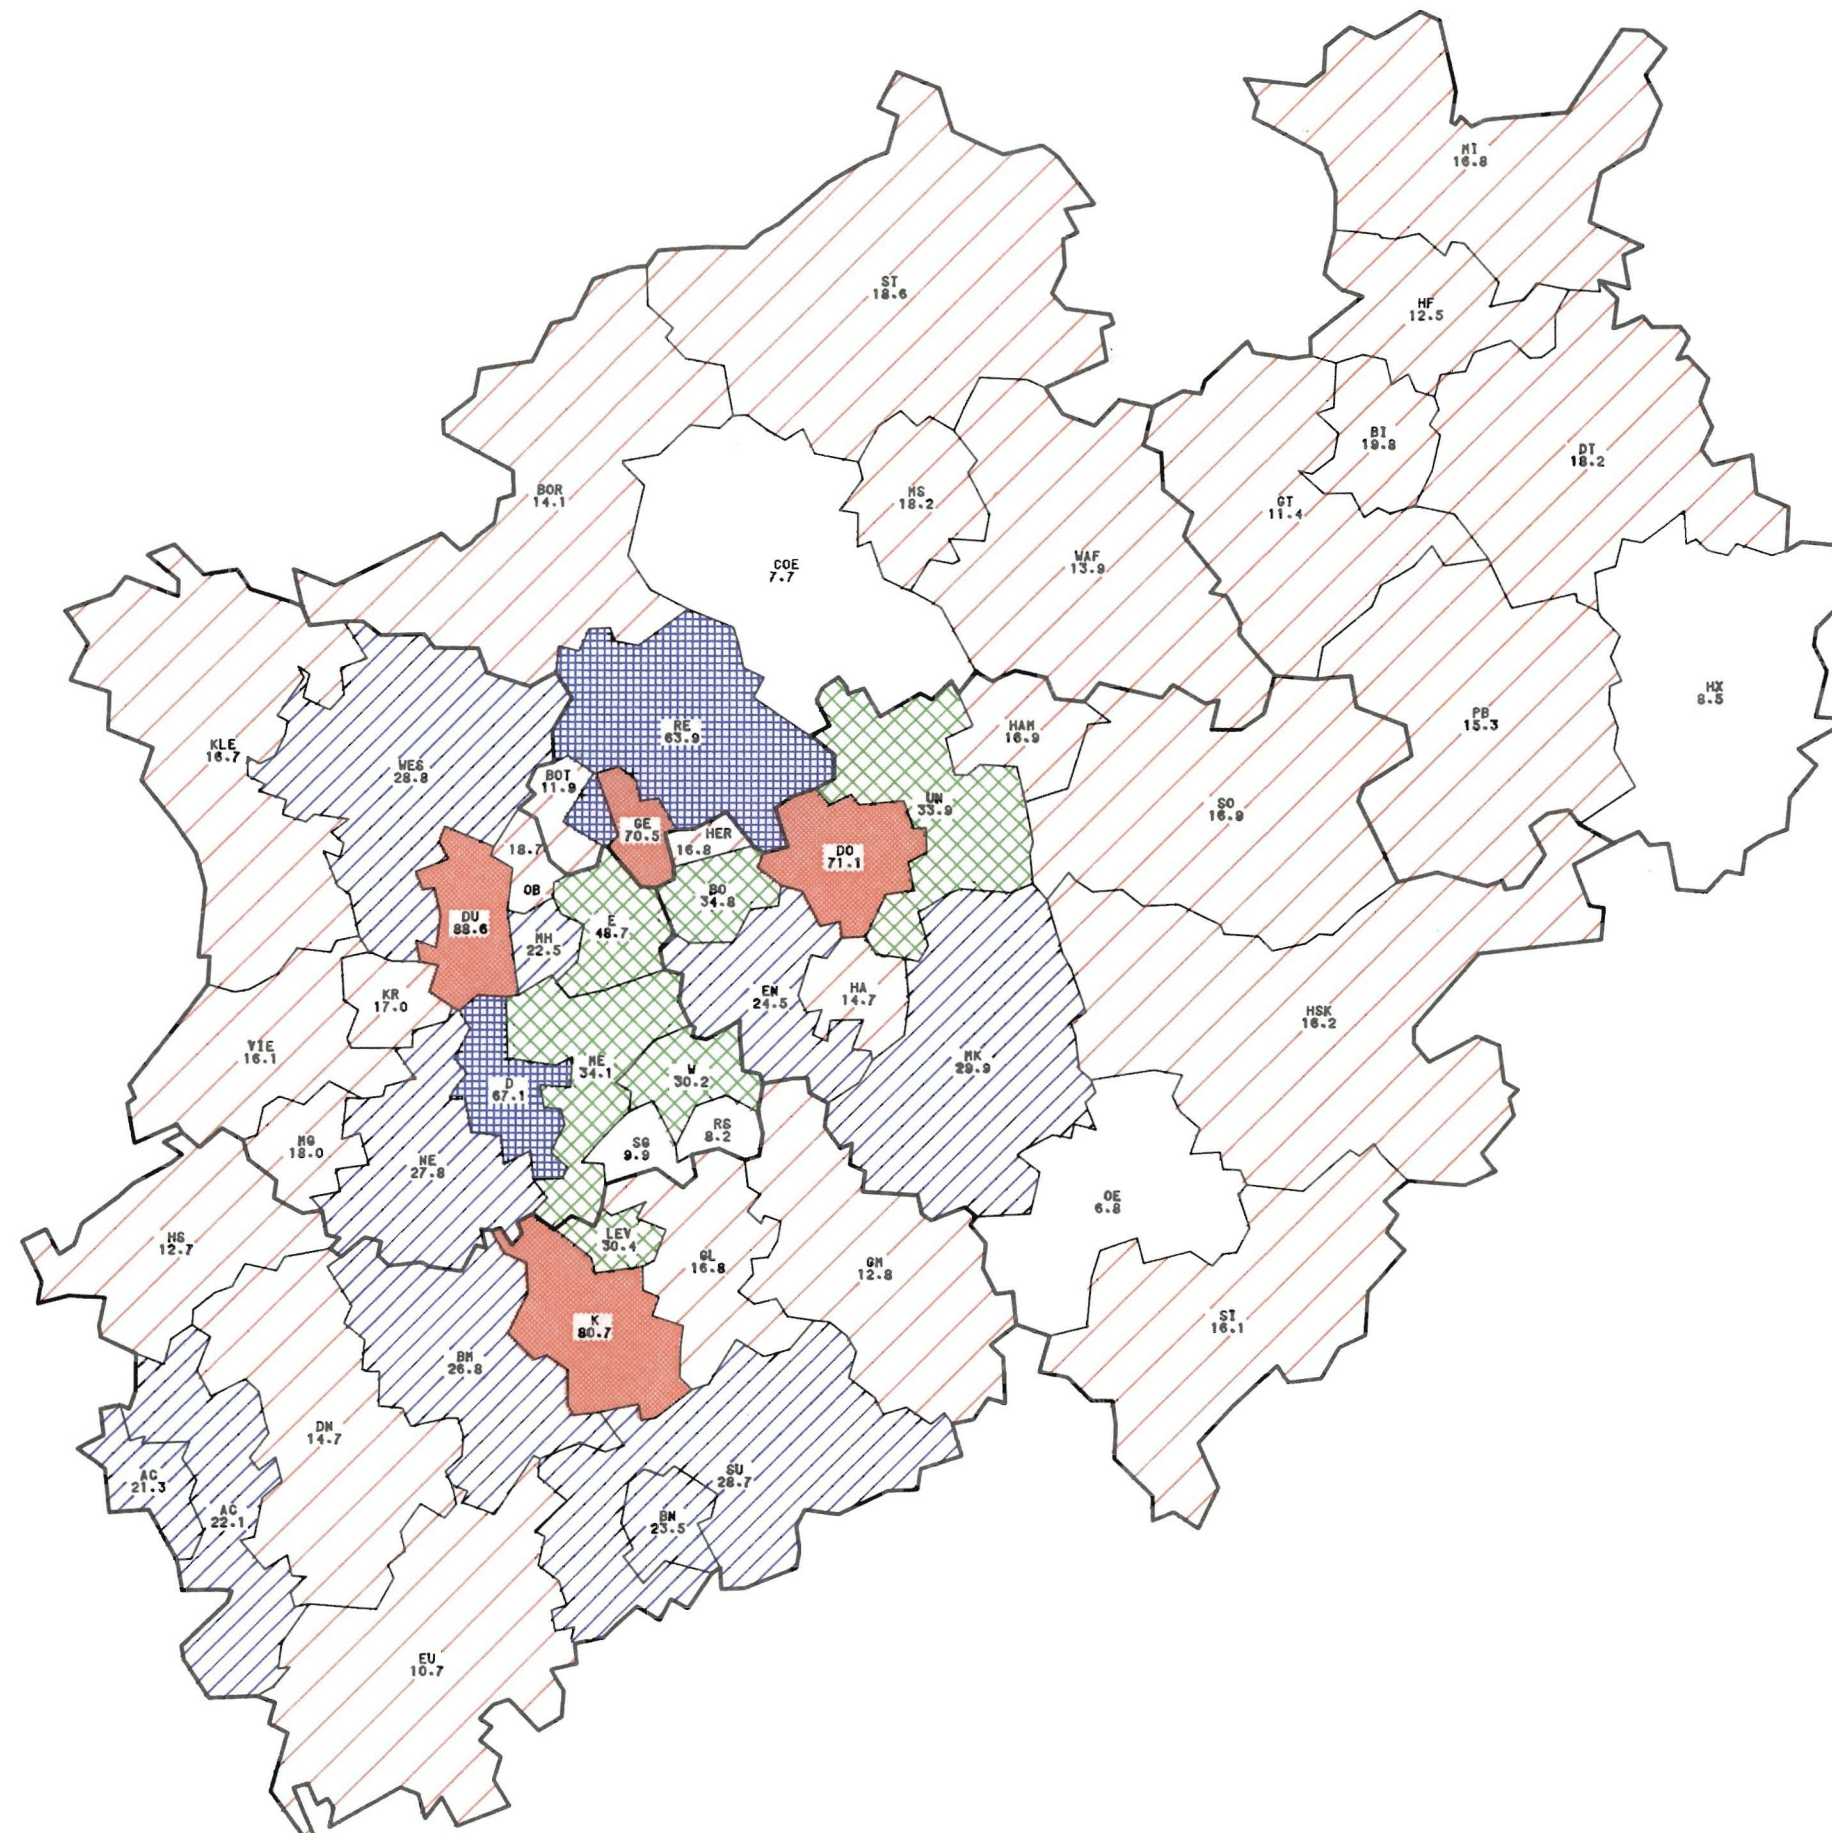 MI
16.8
ST
18.6
HF
12.5
BI
19.8
DT
18.2
BOR
14.1
MS
18.2
GT
11.4
COE
7.7
WAF
13.9
HX
8.5
PB
15.3
RE
63.9
HAM
16.9
KLE
16.7
WES
28.8
BOT
11.9
UN
33.9
SO
16.9
GE
70.5
HER
16.8
DO
71.1
18.7
OB
BO
34.8
DU
88.6
E
48.7
MH
22.5
EN
24.5
HA
14.7
KR
17.0
HSK
16.2
VIE
16.1
ME
34.1
W
30.2
MK
29.9
D
67.1
RS
8.2
SG
9.9
MG
18.0
NE
27.8
OE
6.8
HS
12.7
LEV
30.4
GL
16.8
GM
12.8
K
80.7
SI
16.1
BM
26.8
DN
14.7
SU
28.7
AC
21.3
AC
22.1
BN
23.5
EU
10.7